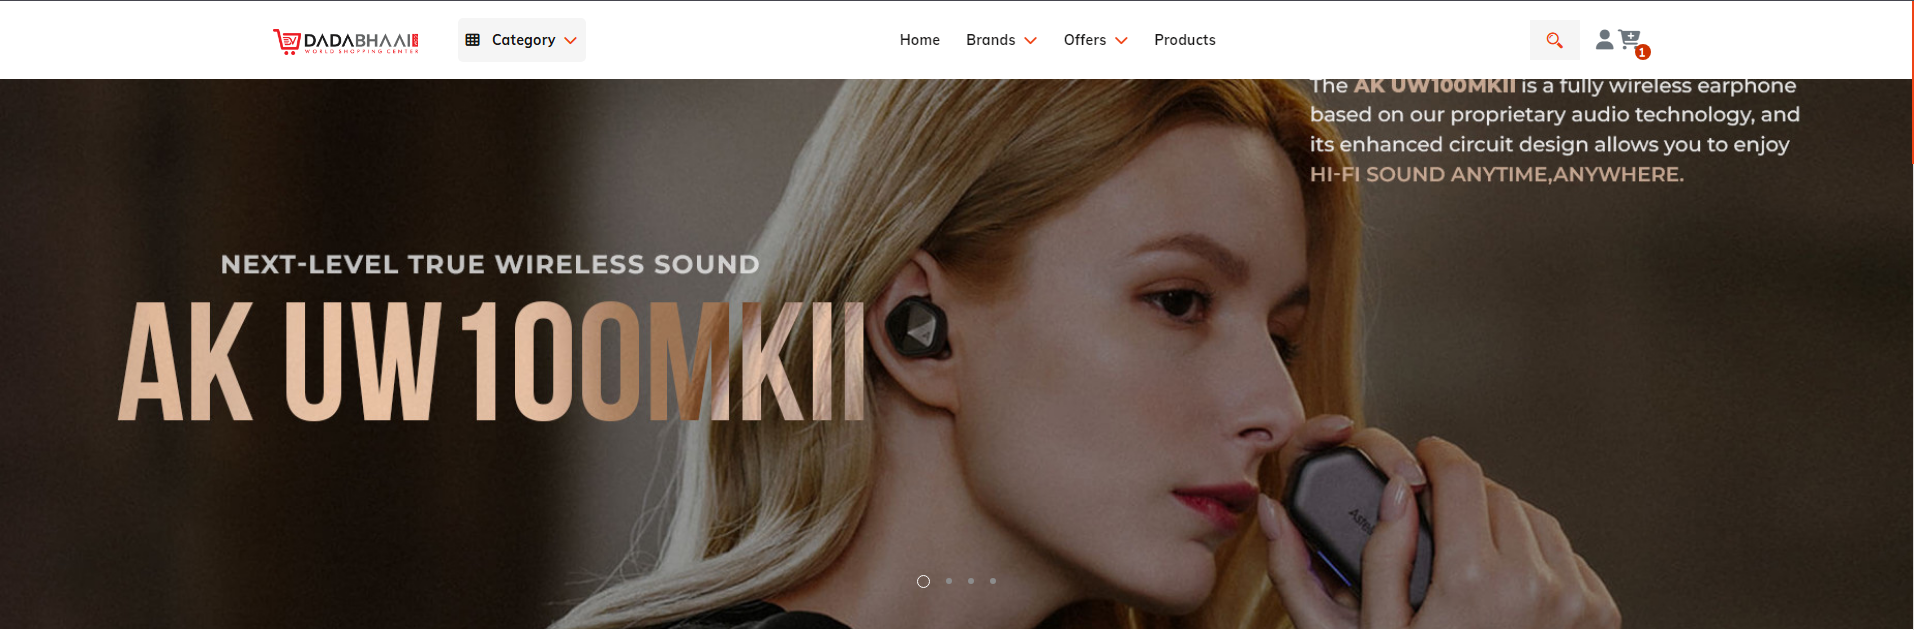 DADABHAAI
WORLD SHOPPING CENTER
Category
Home
Brands
Offers
Products
1
The AK UW100MKII is a fully wireless earphone
based on our proprietary audio technology, and
its enhanced circuit design allows you to enjoy
HI-FI SOUND ANYTIME,ANYWHERE.
NEXT-LEVEL TRUE WIRELESS SOUND
AK UW100MKII